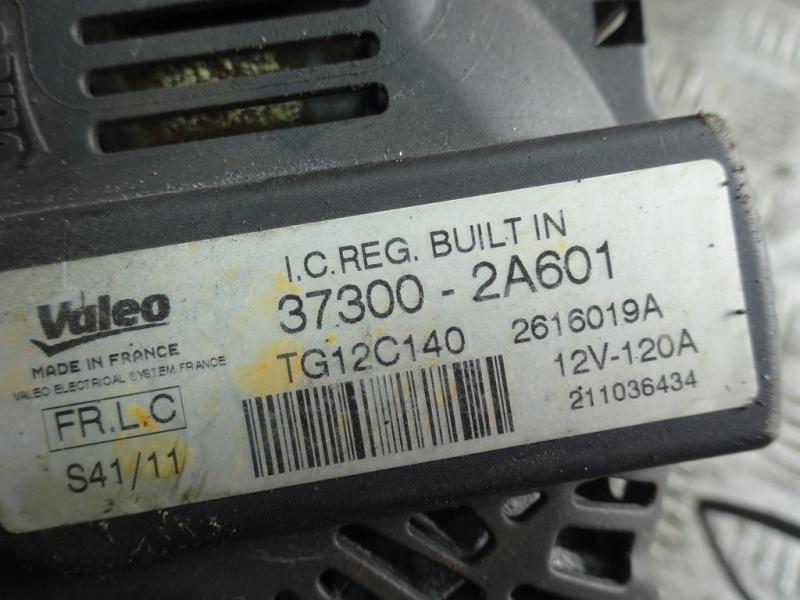 I.C.REG. BUILT IN
37300 - 2A601
Valeo
TG12C140 2616019A
MADE IN FRANCE
12V-120A
VALEO ELECTRICAL SYSTEM FRANCE
FR.L.C
211036434
S41/11